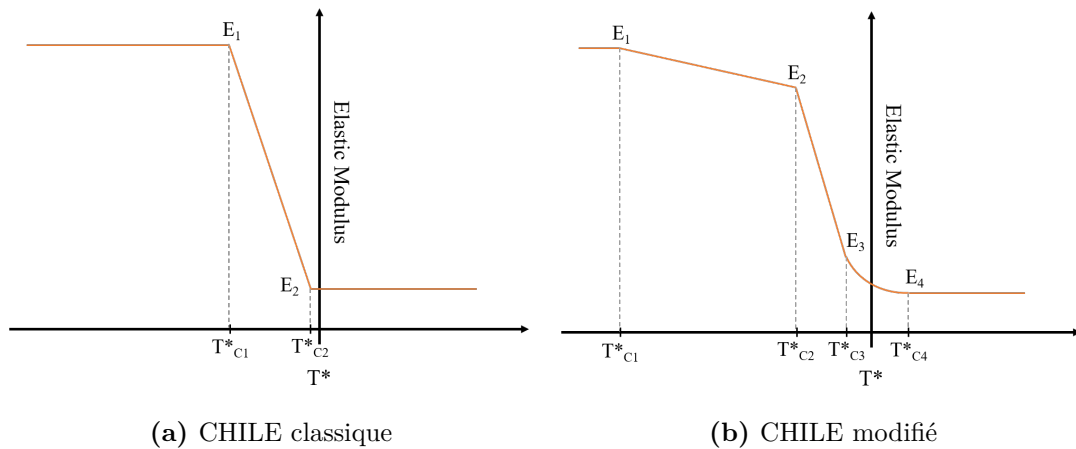 E1
Elastic Modulus
E2
T*C1
T*C2
T*
(a) CHILE classique
E1
E2
Elastic Modulus
E3
E4
T*C1
T*C2
T*C3
T*C4
T*
(b) CHILE modifié